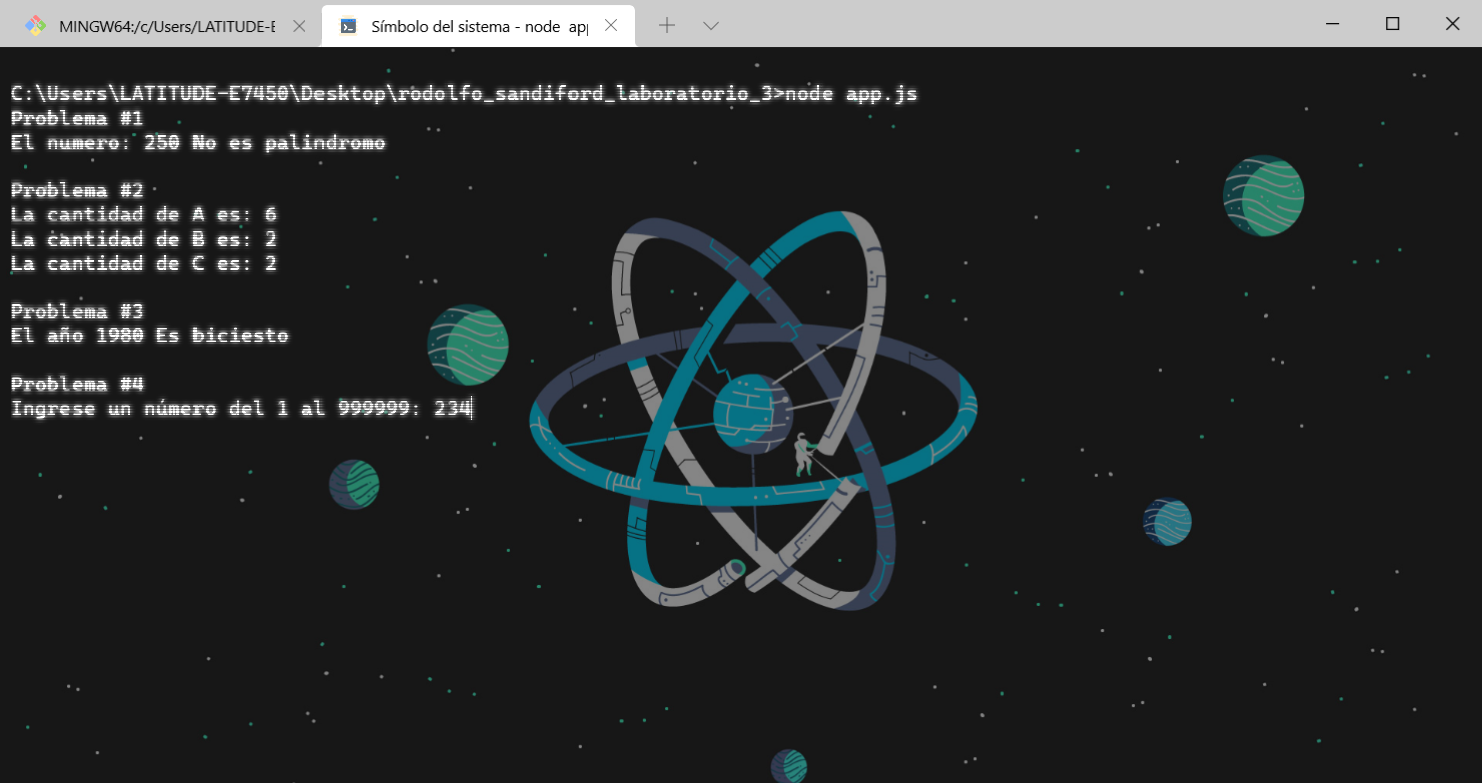 MINGW64:/c/Users/LATITUDE-E
Símbolo del sistema - node app
C:\Users\LATITUDE-E7450\Desktop\rodolfo_sandiford_laboratorio_3>node app.js
Problema #1
El numero: 250 No es palindromo
Problema #2
La cantidad de A es: 6
La cantidad de B es: 2
La cantidad de C es: 2
Problema #3
El año 1980 Es biciesto
Problema #4
Ingrese un número del 1 al 999999: 234